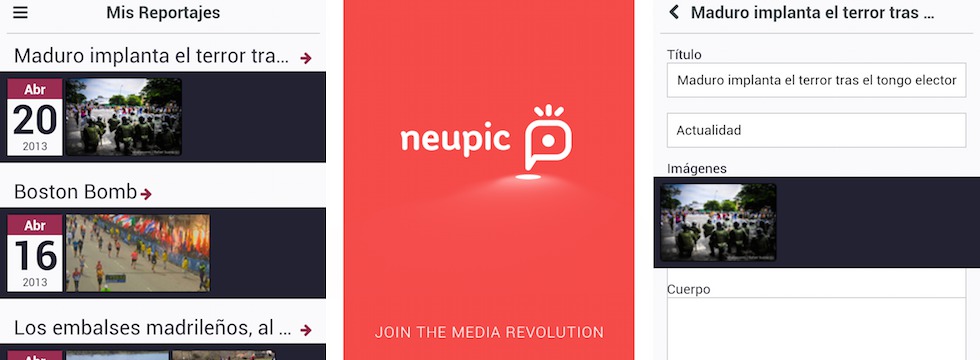 Mis Reportajes
Maduro implanta el terror tra...
Abr
20
2013
Boston Bomb
Abr
16
2013
Los embalses madrileños, al ...
Abr
neupic
JOIN THE MEDIA REVOLUTION
Maduro implanta el terror tras ...
Título
Maduro implanta el terror tras el tongo elector
Actualidad
Imágenes
Cuerpo